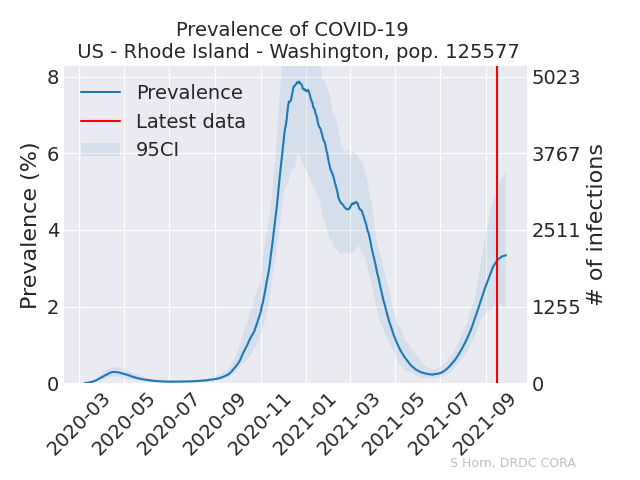 Prevalence of COVID-19
US - Rhode Island - Washington, pop. 125577
Prevalence
Latest data
95CI
Prevalence (%)
8
6
4
2
0
5023
3767
2511
1255
0
# of infections
2020-03
2020-05
2020-07
2020-09
2020-11
2021-01
2021-03
2021-05
2021-07
2021-09
S Horn, DRDC CORA